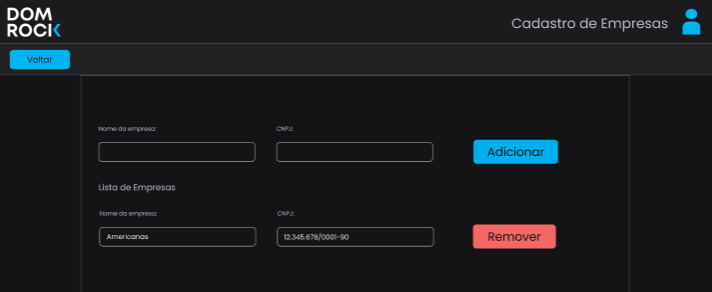 DOM
ROCK
Cadastro de Empresas
Voltar
Nome da empresa:
CNPJ:
Adicionar
Lista de Empresas
Nome da empresa:
CNPJ:
Americanas
12.345.678/0001-90
Remover